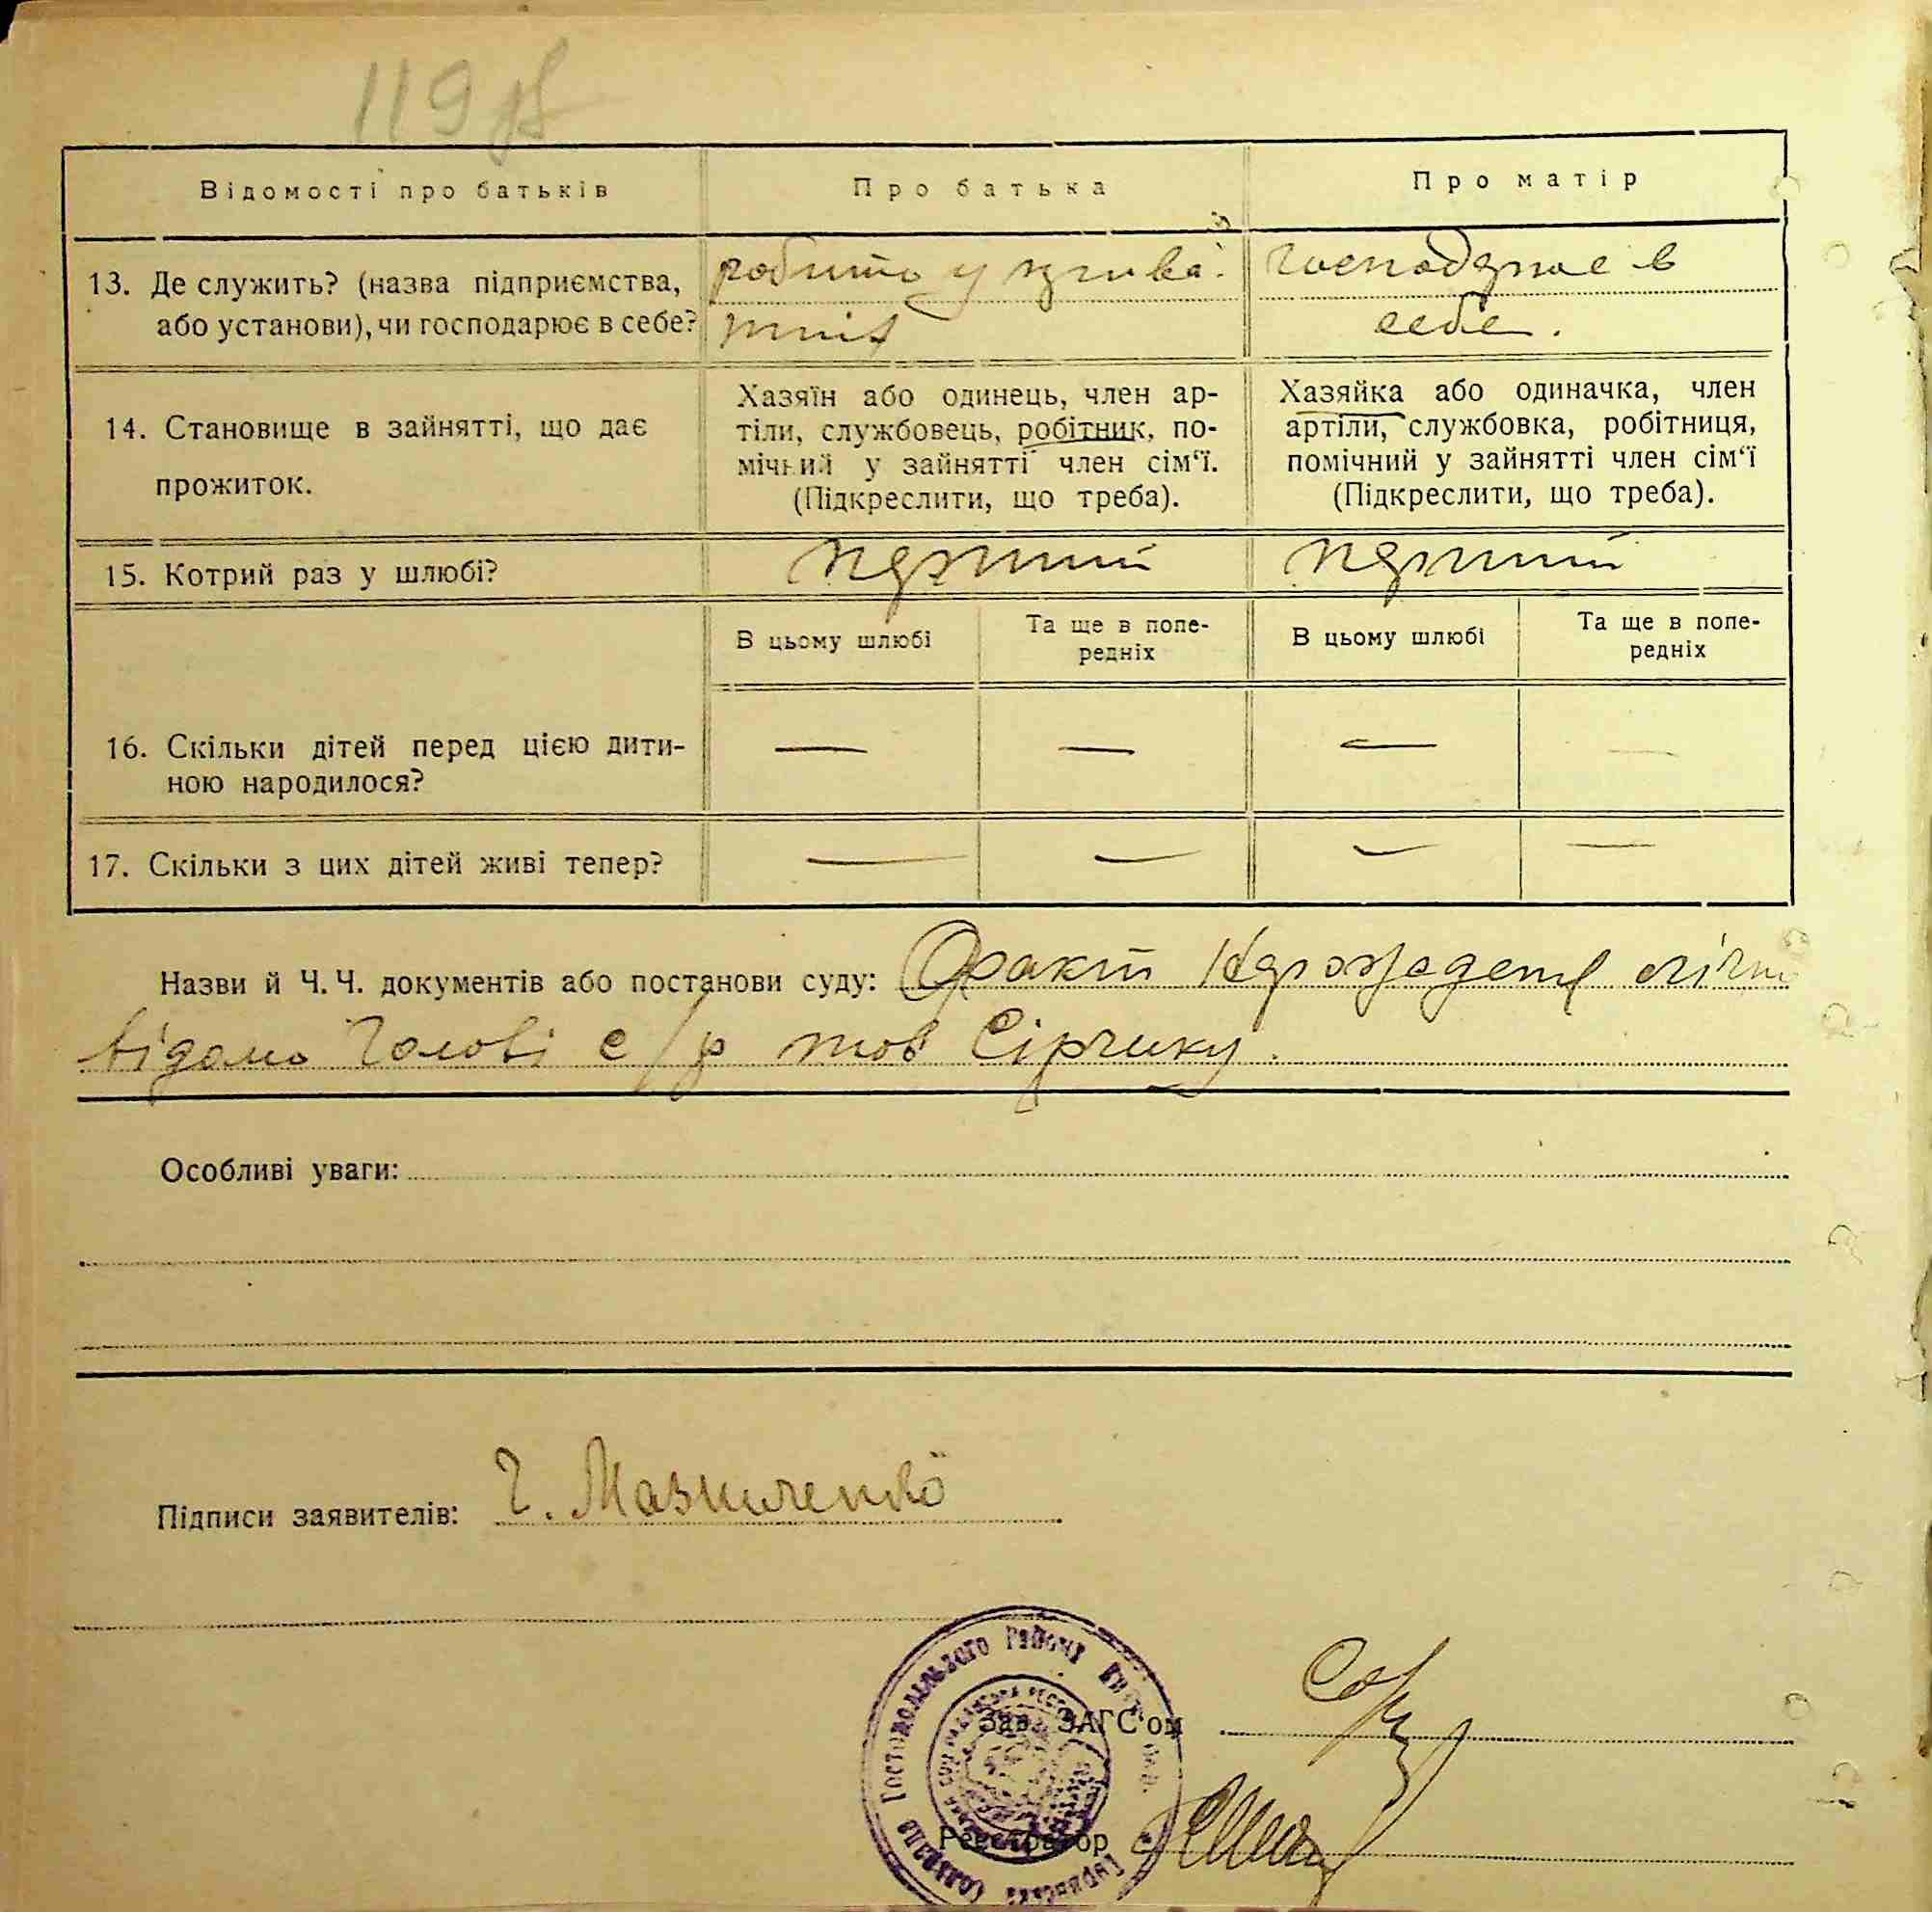 119
Відомості про батьків
Про батька
Про матір
13. Де служить? (назва підприємства,
або установи), чи господарює в себе?
робить у
господарює в
себе.
14. Становище в зайнятті, що дає
прожиток.
Хазяїн або одинець, член ар-
тіли, службовець, робітник, по-
мічний у зайнятті член сім‘ї.
(Підкреслити, що треба).
Хазяйка або одиначка, член
артіли, службовка, робітниця,
помічний у зайнятті член сім‘ї
(Підкреслити, що треба).
15. Котрий раз у шлюбі?
перший
перший
В цьому шлюбі
Та ще в попе-
редніх
В цьому шлюбі
Та ще в попе-
редніх
16. Скільки дітей перед цією дити-
ною народилося?
— — — —
17. Скільки з цих дітей живі тепер?
— — — —
Назви й Ч. Ч. документів або постанови суду: Факт
відомо Голові с/р тов Сірчику.
Особливі уваги:
Підписи заявителів:
Гостомельського Району
Зав. ЗАГС‘ом
Реєстратор